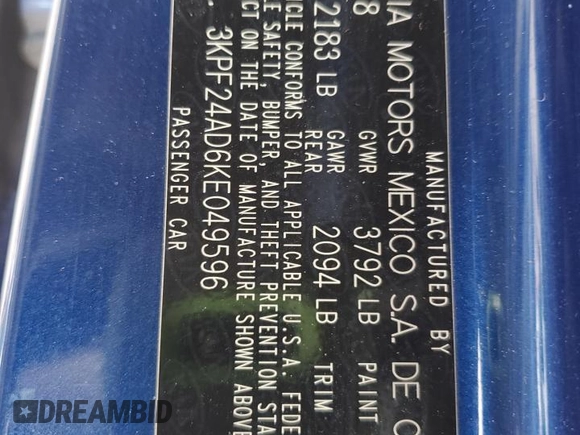 MANUFACTURED BY
IA MOTORS MEXICO S.A. DE C
8 GVWR 3792 LB PAINT
2183 LB GAWR REAR 2094 LB TRIM
ICLE CONFORMS TO ALL APPLICABLE U.S.A. FEDE
LE SAFETY, BUMPER, AND THEFT PREVENTION STA
ECT ON THE DATE OF MANUFACTURE SHOWN ABOVE
. 3KPF24AD6KE049596
PASSENGER CAR
DREAMBID